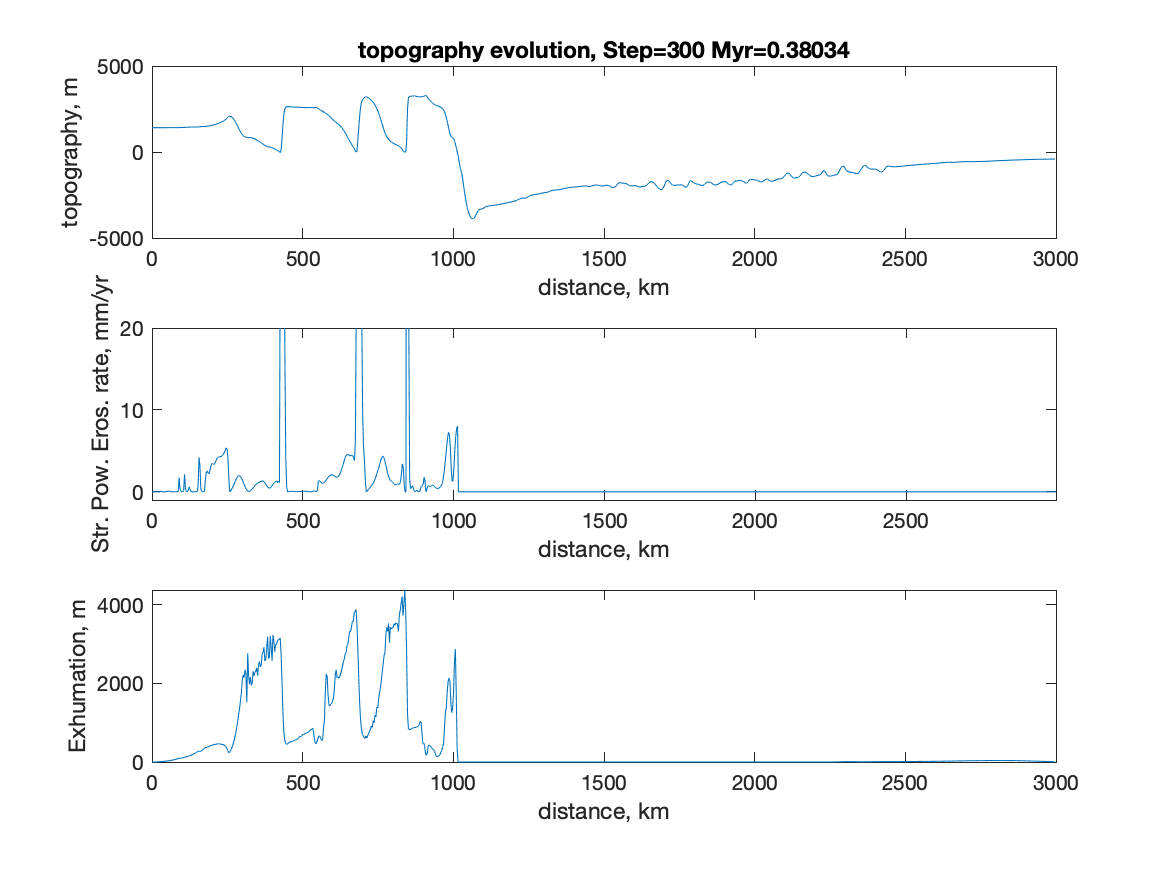 topography evolution, Step=300 Myr=0.38034
topography, m
5000
0
-5000
0 500 1000 1500 2000 2500 3000
distance, km
Str. Pow. Eros. rate, mm/yr
20
10
0
0 500 1000 1500 2000 2500
distance, km
Exhumation, m
4000
2000
0
0 500 1000 1500 2000 2500 3000
distance, km